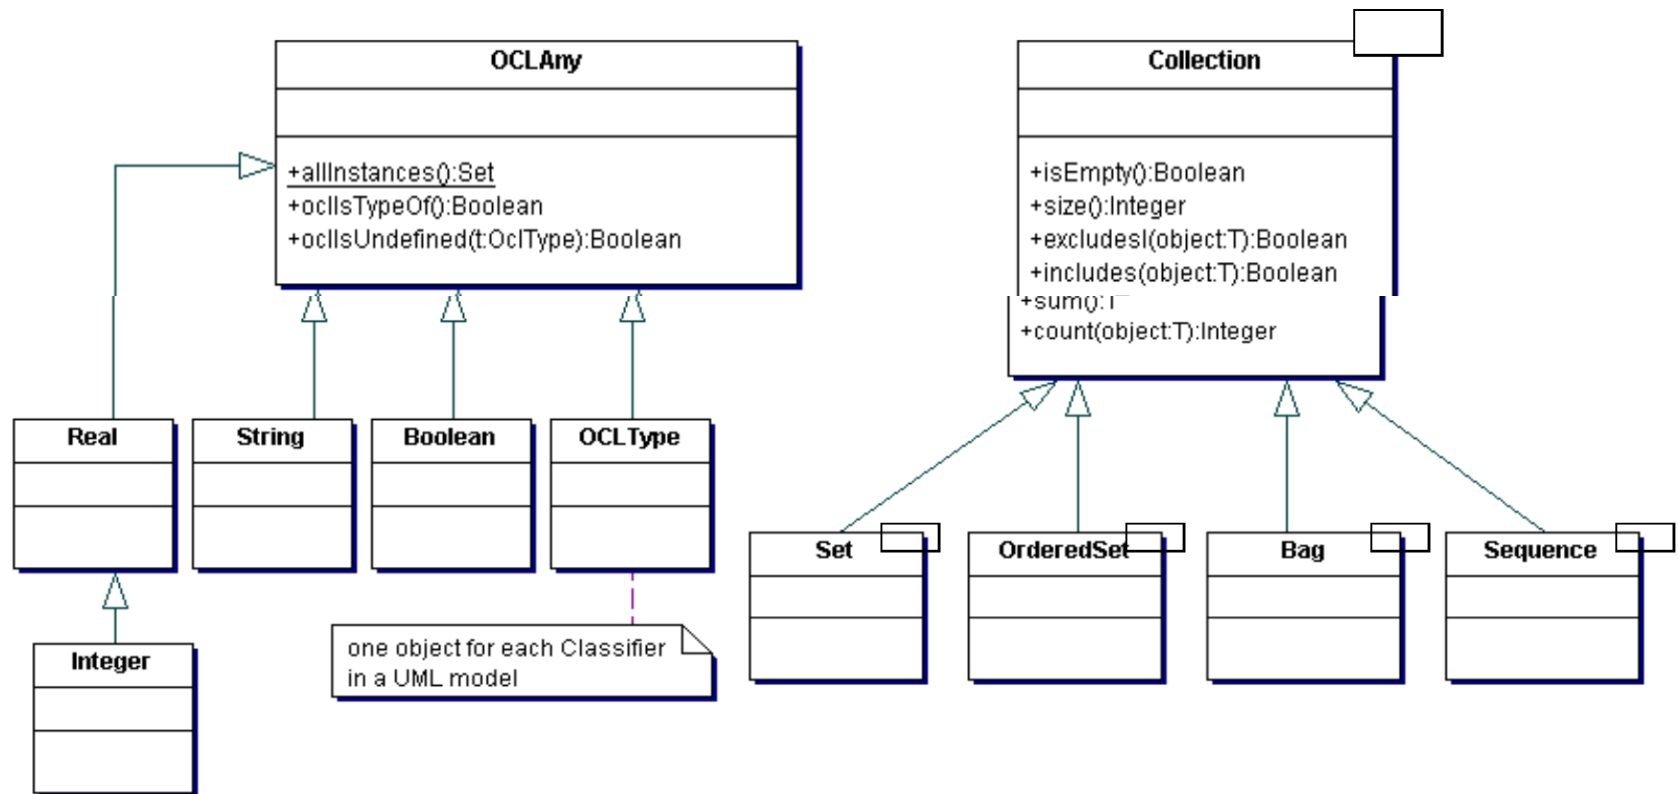 OCLAny
+allInstances():Set
+oclIsTypeOf():Boolean
+oclIsUndefined(t:OclType):Boolean
Collection
+isEmpty():Boolean
+size():Integer
+excludesl(object:T):Boolean
+includes(object:T):Boolean
+sum():T
+count(object:T):Integer
Real
String
Boolean
OCLType
Set
OrderedSet
Bag
Sequence
one object for each Classifier
in a UML model
Integer